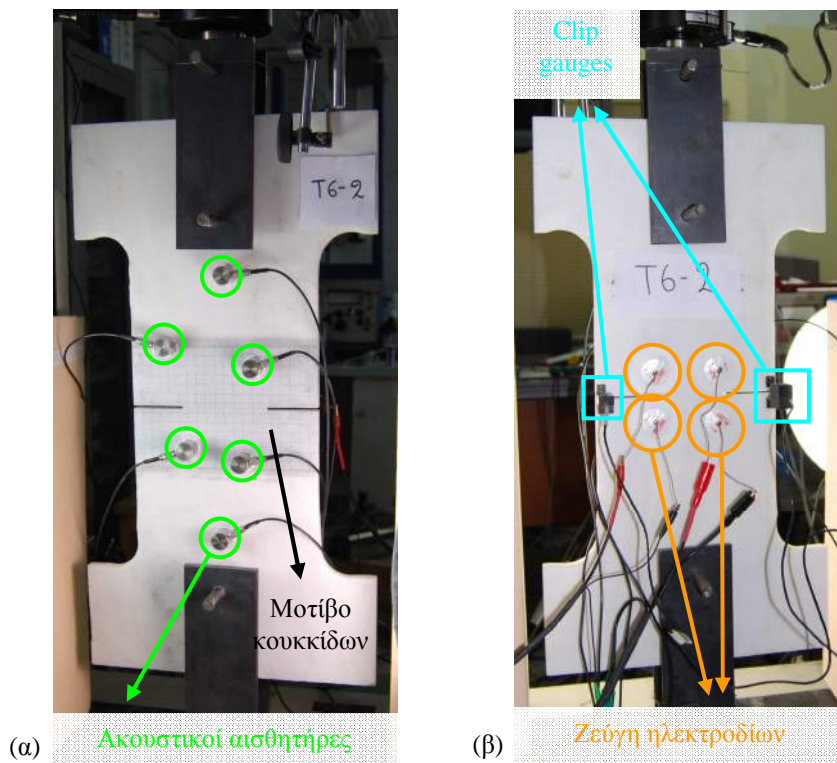 Clip
gauges
T6-2
T6-2
Μοτίβο
κουκκίδων
(α)
Ακουστικοί αισθητήρες
(β)
Ζεύγη ηλεκτροδίων